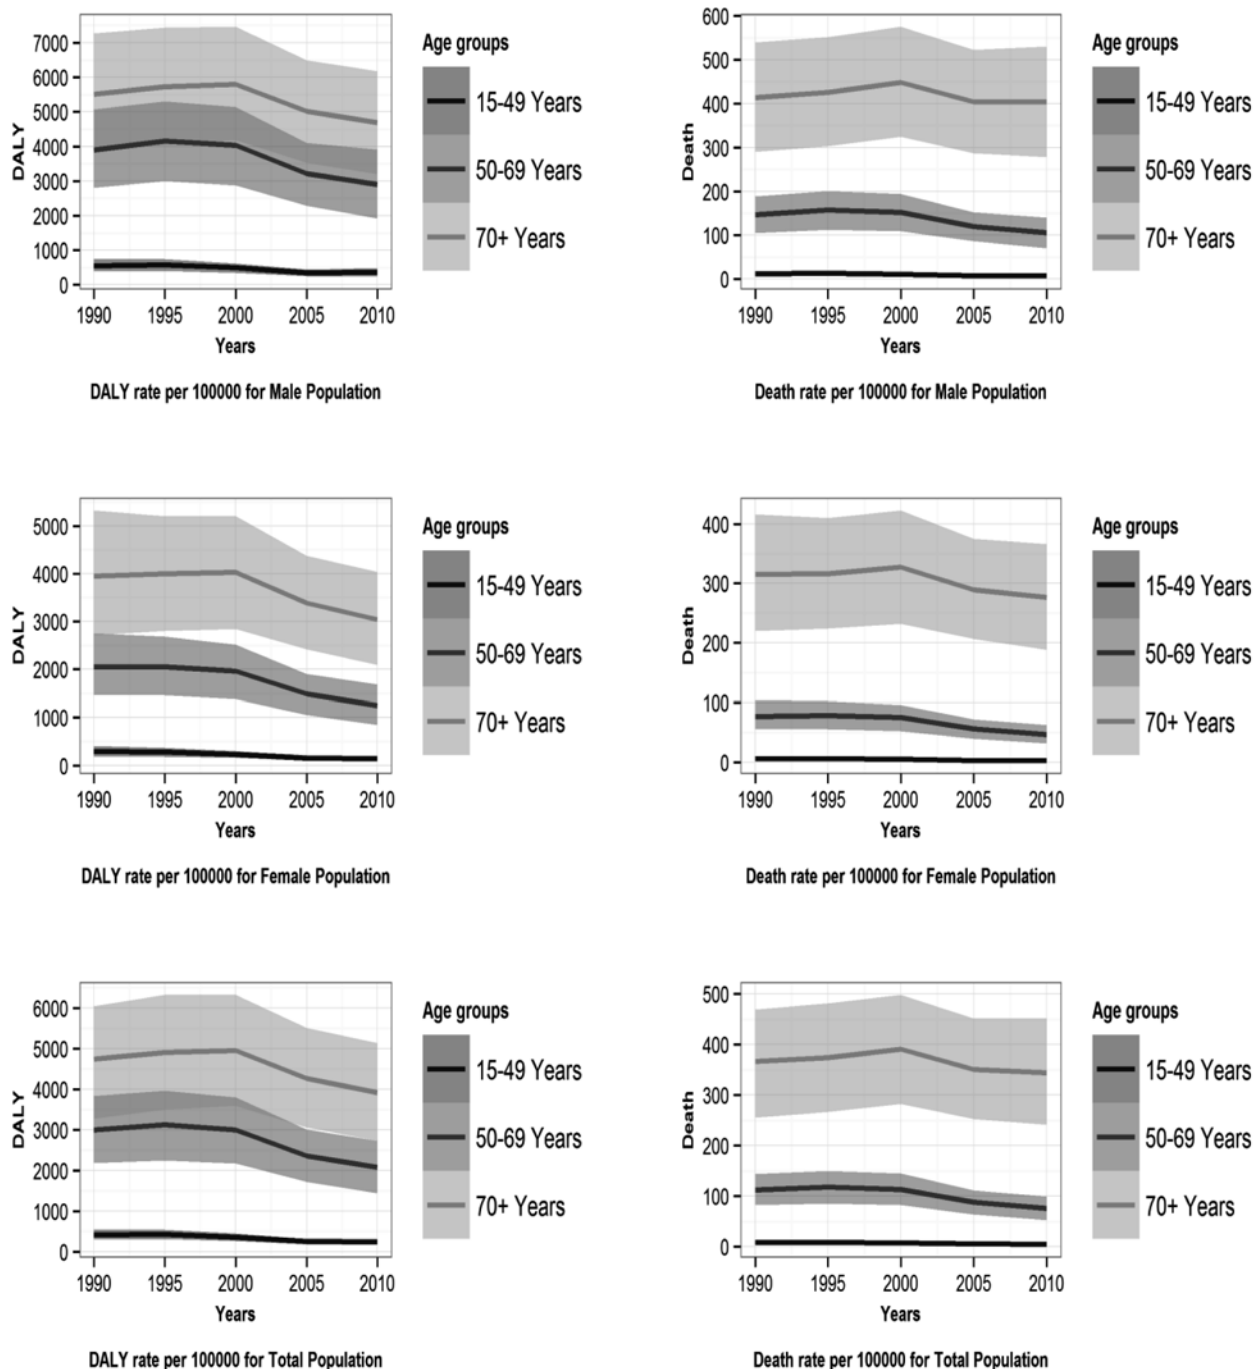 DALY
7000
6000
5000
4000
3000
2000
1000
0
1990 1995 2000 2005 2010
Years
Age groups
15-49 Years
50-69 Years
70+ Years
DALY rate per 100000 for Male Population
Death
600
500
400
300
200
100
0
1990 1995 2000 2005 2010
Years
Age groups
15-49 Years
50-69 Years
70+ Years
Death rate per 100000 for Male Population
DALY
5000
4000
3000
2000
1000
0
1990 1995 2000 2005 2010
Years
Age groups
15-49 Years
50-69 Years
70+ Years
DALY rate per 100000 for Female Population
Death
400
300
200
100
0
1990 1995 2000 2005 2010
Years
Age groups
15-49 Years
50-69 Years
70+ Years
Death rate per 100000 for Female Population
DALY
6000
5000
4000
3000
2000
1000
0
1990 1995 2000 2005 2010
Years
Age groups
15-49 Years
50-69 Years
70+ Years
DALY rate per 100000 for Total Population
Death
500
400
300
200
100
0
1990 1995 2000 2005 2010
Years
Age groups
15-49 Years
50-69 Years
70+ Years
Death rate per 100000 for Total Population